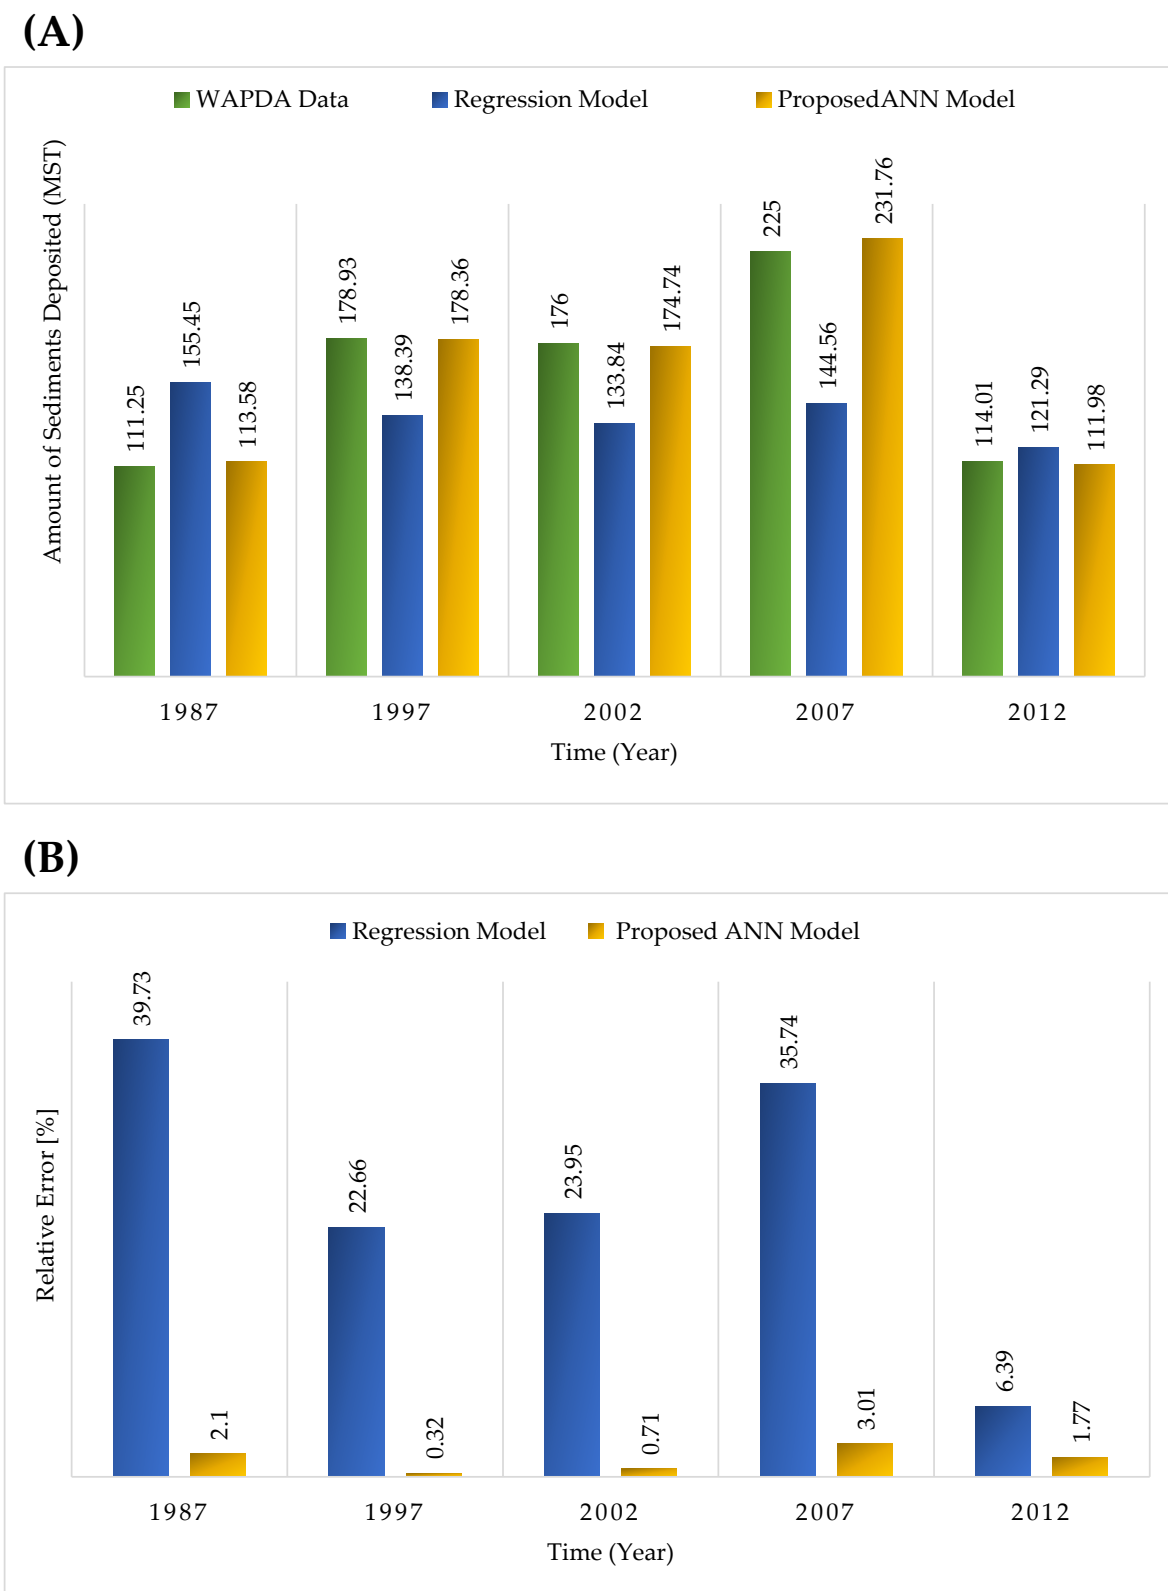 (A)
WAPDA Data Regression Model ProposedANN Model
Amount of Sediments Deposited (MST)
111.25 155.45 113.58 178.93 138.39 178.36 176 133.84 174.74 225 144.56 231.76 114.01 121.29 111.98
1987 1997 2002 2007 2012
Time (Year)
(B)
Regression Model Proposed ANN Model
Relative Error [%]
39.73 2.1 22.66 0.32 23.95 0.71 35.74 3.01 6.39 1.77
1987 1997 2002 2007 2012
Time (Year)